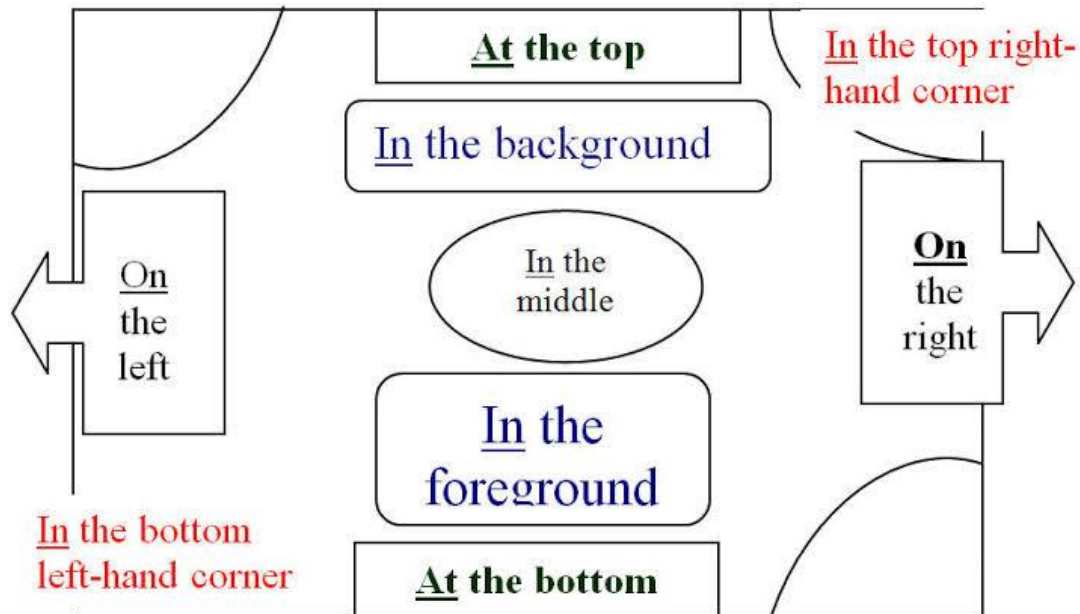 At the top
In the top right-
hand corner
In the background
On
the
left
In the
middle
On
the
right
In the
foreground
In the bottom
left-hand corner
At the bottom